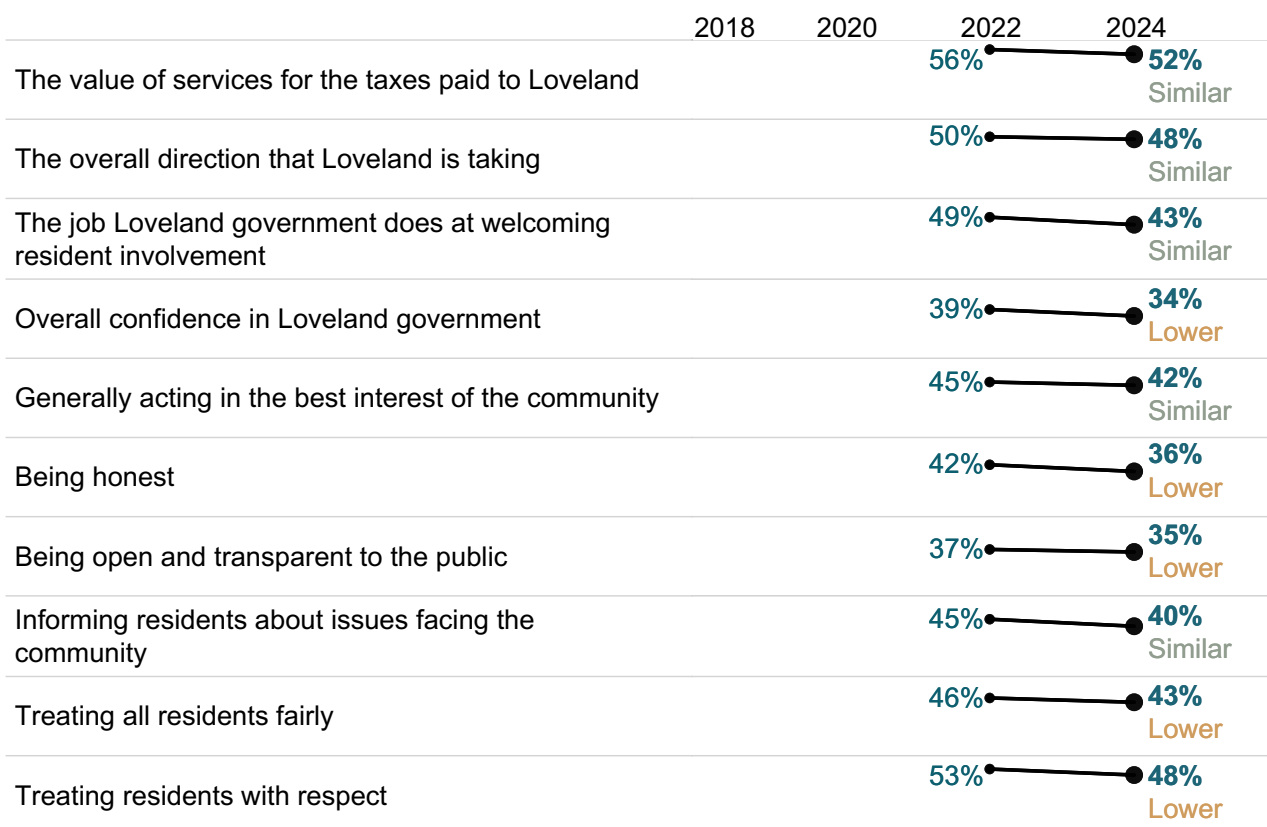 2018 2020 2022 2024
The value of services for the taxes paid to Loveland 56% 52%
Similar
The overall direction that Loveland is taking 50% 48%
Similar
The job Loveland government does at welcoming
resident involvement 49% 43%
Similar
Overall confidence in Loveland government 39% 34%
Lower
Generally acting in the best interest of the community 45% 42%
Similar
Being honest 42% 36%
Lower
Being open and transparent to the public 37% 35%
Lower
Informing residents about issues facing the
community 45% 40%
Similar
Treating all residents fairly 46% 43%
Lower
Treating residents with respect 53% 48%
Lower